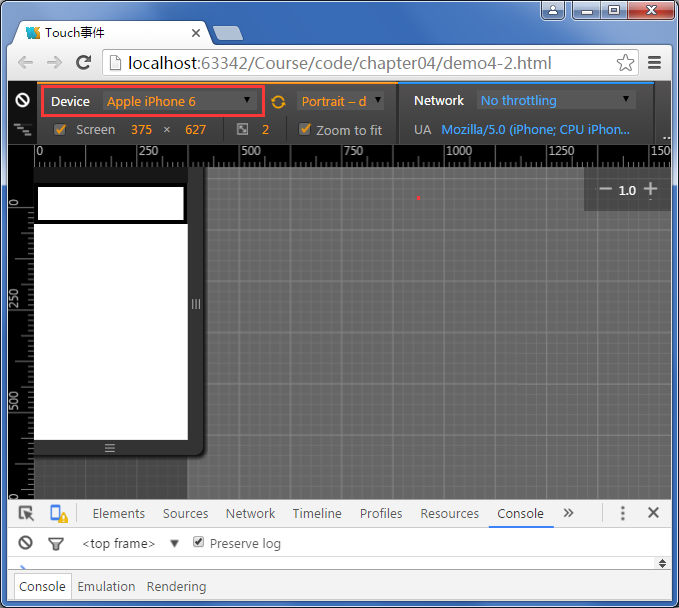 Touch事件
localhost:63342/Course/code/chapter04/demo4-2.html
Device Apple iPhone 6 Portrait – d Network No throttling
Screen 375 × 627 2 Zoom to fit UA Mozilla/5.0 (iPhone; CPU iPhon... ...
0 250 500 750 1000 1250 1500
1.0
0
250
500
Elements Sources Network Timeline Profiles Resources Console »
<top frame> Preserve log
Console Emulation Rendering